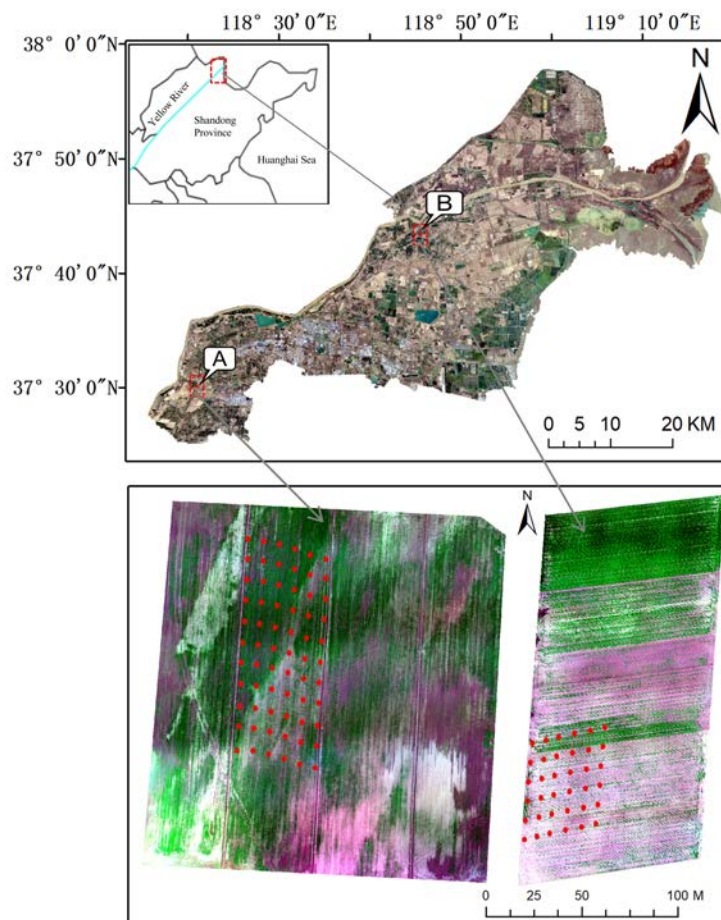 118° 30′0″E 118° 50′0″E 119° 10′0″E
38° 0′0″N
37° 50′0″N
37° 40′0″N
37° 30′0″N
Yellow River
Shandong
Province
Huanghai Sea
N
B
A
0 5 10 20 KM
N
0 25 50 100 M